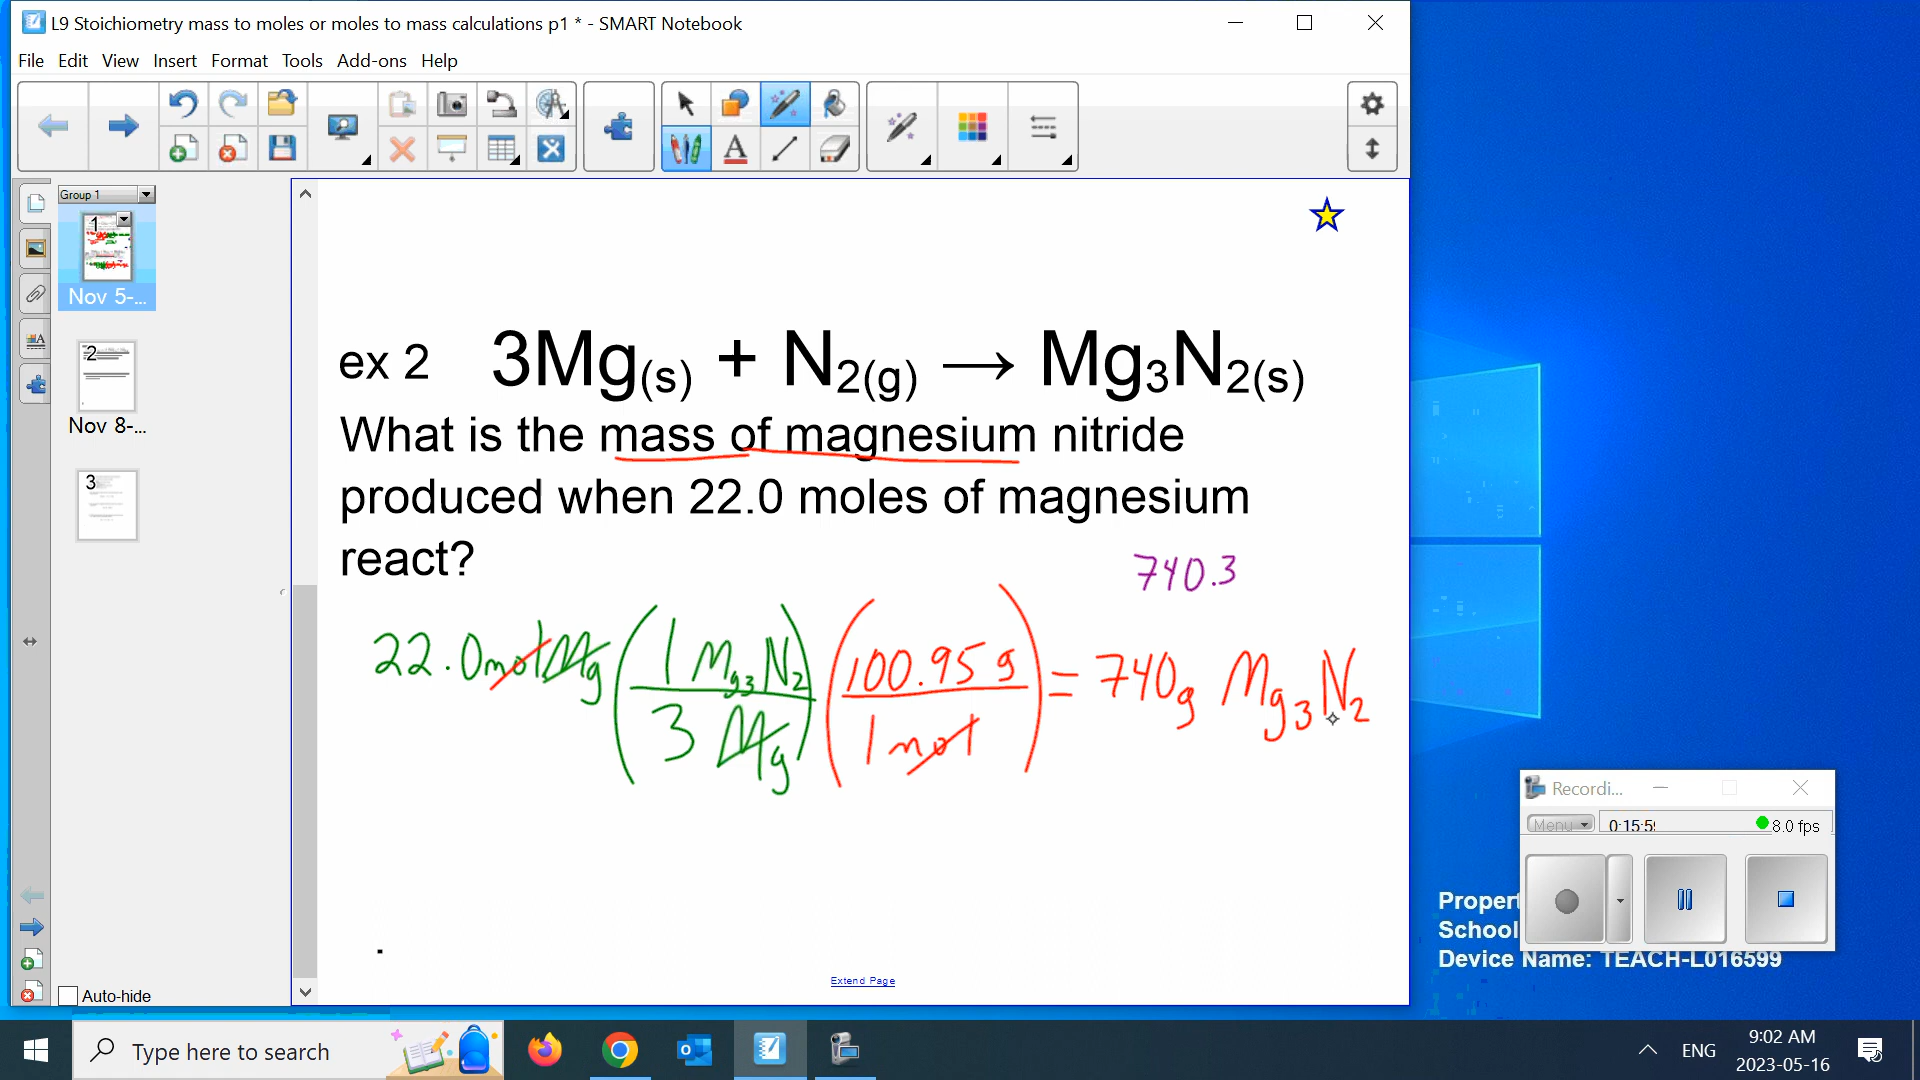 L9 Stoichiometry mass to moles or moles to mass calculations p1 * - SMART Notebook
File Edit View Insert Format Tools Add-ons Help
Group 1
1
Nov 5-...
2
Nov 8-...
3
Auto-hide
ex 2 3Mg(s) + N2(g) → Mg3N2(s)
What is the mass of magnesium nitride
produced when 22.0 moles of magnesium
react?
740.3
22.0 mol Mg (1 Mg3N2 / 3 Mg) (100.95 g / 1 mol) = 740g Mg3N2
.
Extend Page
Recordi...
Menu 0:15:5 8.0 fps
Propert
School
Device Name: TEACH-L016599
Type here to search
ENG
9:02 AM
2023-05-16